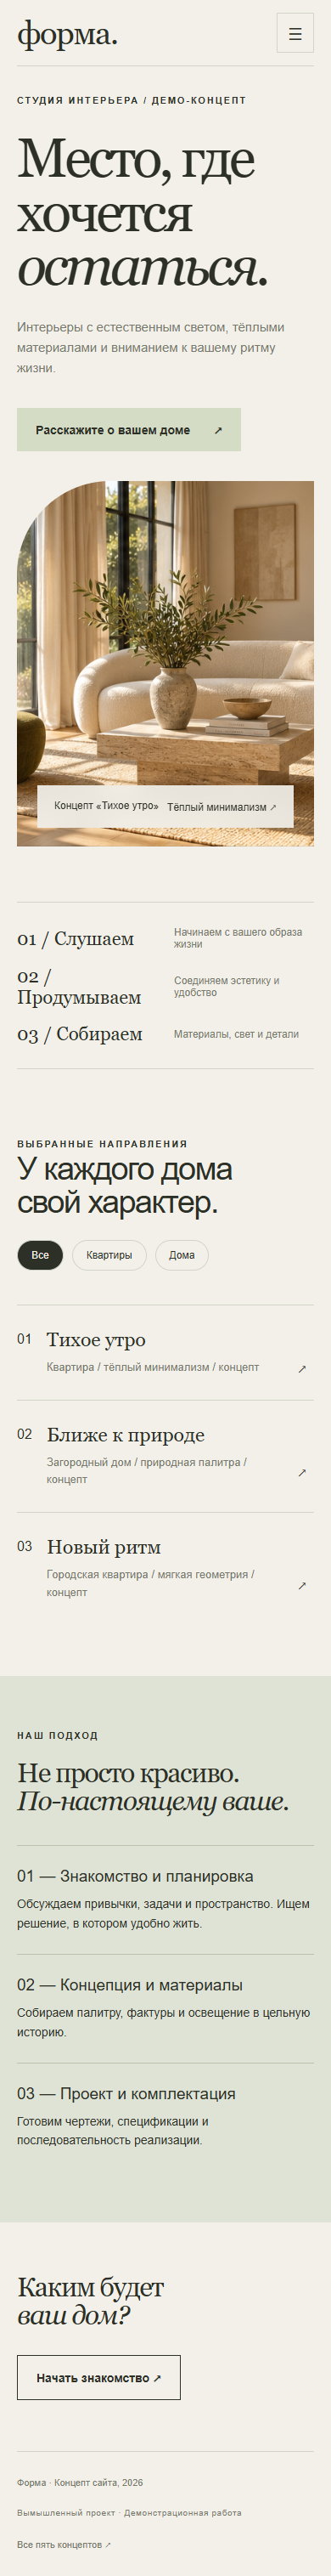 форма.
СТУДИЯ ИНТЕРЬЕРА / ДЕМО-КОНЦЕПТ
Место, где
хочется
остаться.
Интерьеры с естественным светом, тёплыми
материалами и вниманием к вашему ритму
жизни.
Расскажите о вашем доме ↗
Концепт «Тихое утро» Тёплый минимализм ↗
01 / Слушаем
Начинаем с вашего образа
жизни
02 /
Продумываем
Соединяем эстетику и
удобство
03 / Собираем
Материалы, свет и детали
ВЫБРАННЫЕ НАПРАВЛЕНИЯ
У каждого дома
свой характер.
Все Квартиры Дома
01 Тихое утро
Квартира / тёплый минимализм / концепт ↗
02 Ближе к природе
Загородный дом / природная палитра /
концепт ↗
03 Новый ритм
Городская квартира / мягкая геометрия /
концепт ↗
НАШ ПОДХОД
Не просто красиво.
По-настоящему ваше.
01 — Знакомство и планировка
Обсуждаем привычки, задачи и пространство. Ищем
решение, в котором удобно жить.
02 — Концепция и материалы
Собираем палитру, фактуры и освещение в цельную
историю.
03 — Проект и комплектация
Готовим чертежи, спецификации и
последовательность реализации.
Каким будет
ваш дом?
Начать знакомство ↗
Форма · Концепт сайта, 2026
Вымышленный проект · Демонстрационная работа
Все пять концептов ↗